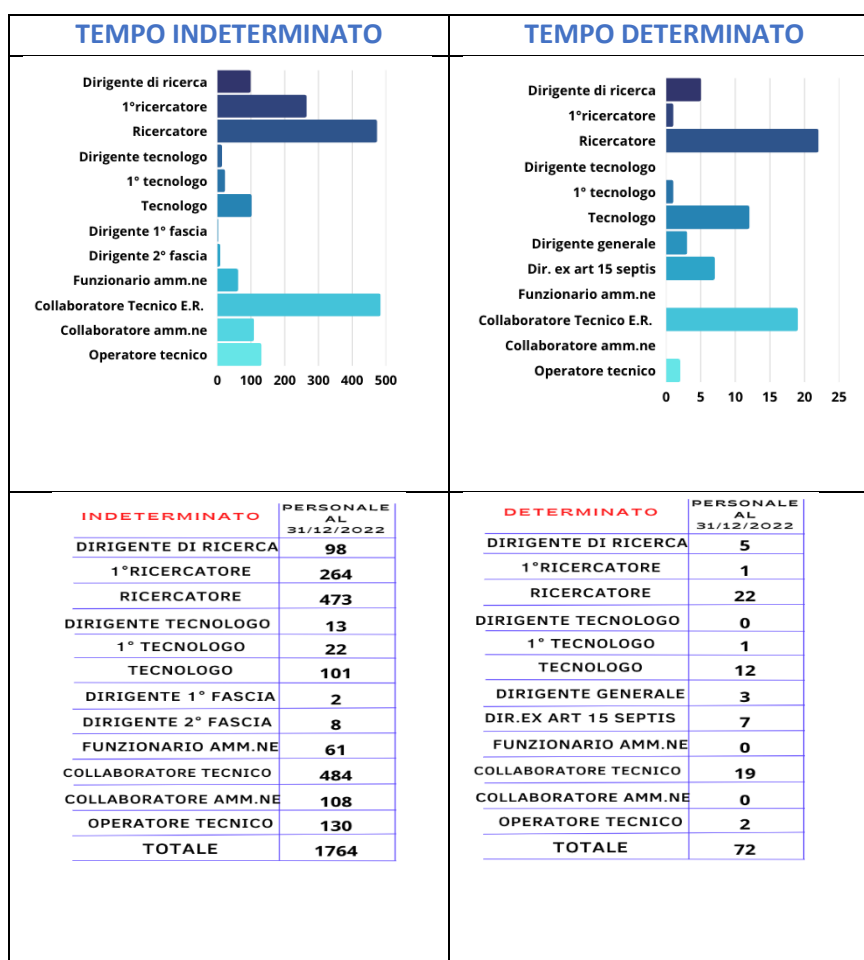 TEMPO INDETERMINATO
Dirigente di ricerca
1°ricercatore
Ricercatore
Dirigente tecnologo
1° tecnologo
Tecnologo
Dirigente 1° fascia
Dirigente 2° fascia
Funzionario amm.ne
Collaboratore Tecnico E.R.
Collaboratore amm.ne
Operatore tecnico
0 100 200 300 400 500
TEMPO DETERMINATO
Dirigente di ricerca
1°ricercatore
Ricercatore
Dirigente tecnologo
1° tecnologo
Tecnologo
Dirigente generale
Dir. ex art 15 septis
Funzionario amm.ne
Collaboratore Tecnico E.R.
Collaboratore amm.ne
Operatore tecnico
0 5 10 15 20 25
INDETERMINATO
PERSONALE
AL
31/12/2022
DIRIGENTE DI RICERCA 98
1°RICERCATORE 264
RICERCATORE 473
DIRIGENTE TECNOLOGO 13
1° TECNOLOGO 22
TECNOLOGO 101
DIRIGENTE 1° FASCIA 2
DIRIGENTE 2° FASCIA 8
FUNZIONARIO AMM.NE 61
COLLABORATORE TECNICO 484
COLLABORATORE AMM.NE 108
OPERATORE TECNICO 130
TOTALE 1764
DETERMINATO
PERSONALE
AL
31/12/2022
DIRIGENTE DI RICERCA 5
1°RICERCATORE 1
RICERCATORE 22
DIRIGENTE TECNOLOGO 0
1° TECNOLOGO 1
TECNOLOGO 12
DIRIGENTE GENERALE 3
DIR.EX ART 15 SEPTIS 7
FUNZIONARIO AMM.NE 0
COLLABORATORE TECNICO 19
COLLABORATORE AMM.NE 0
OPERATORE TECNICO 2
TOTALE 72